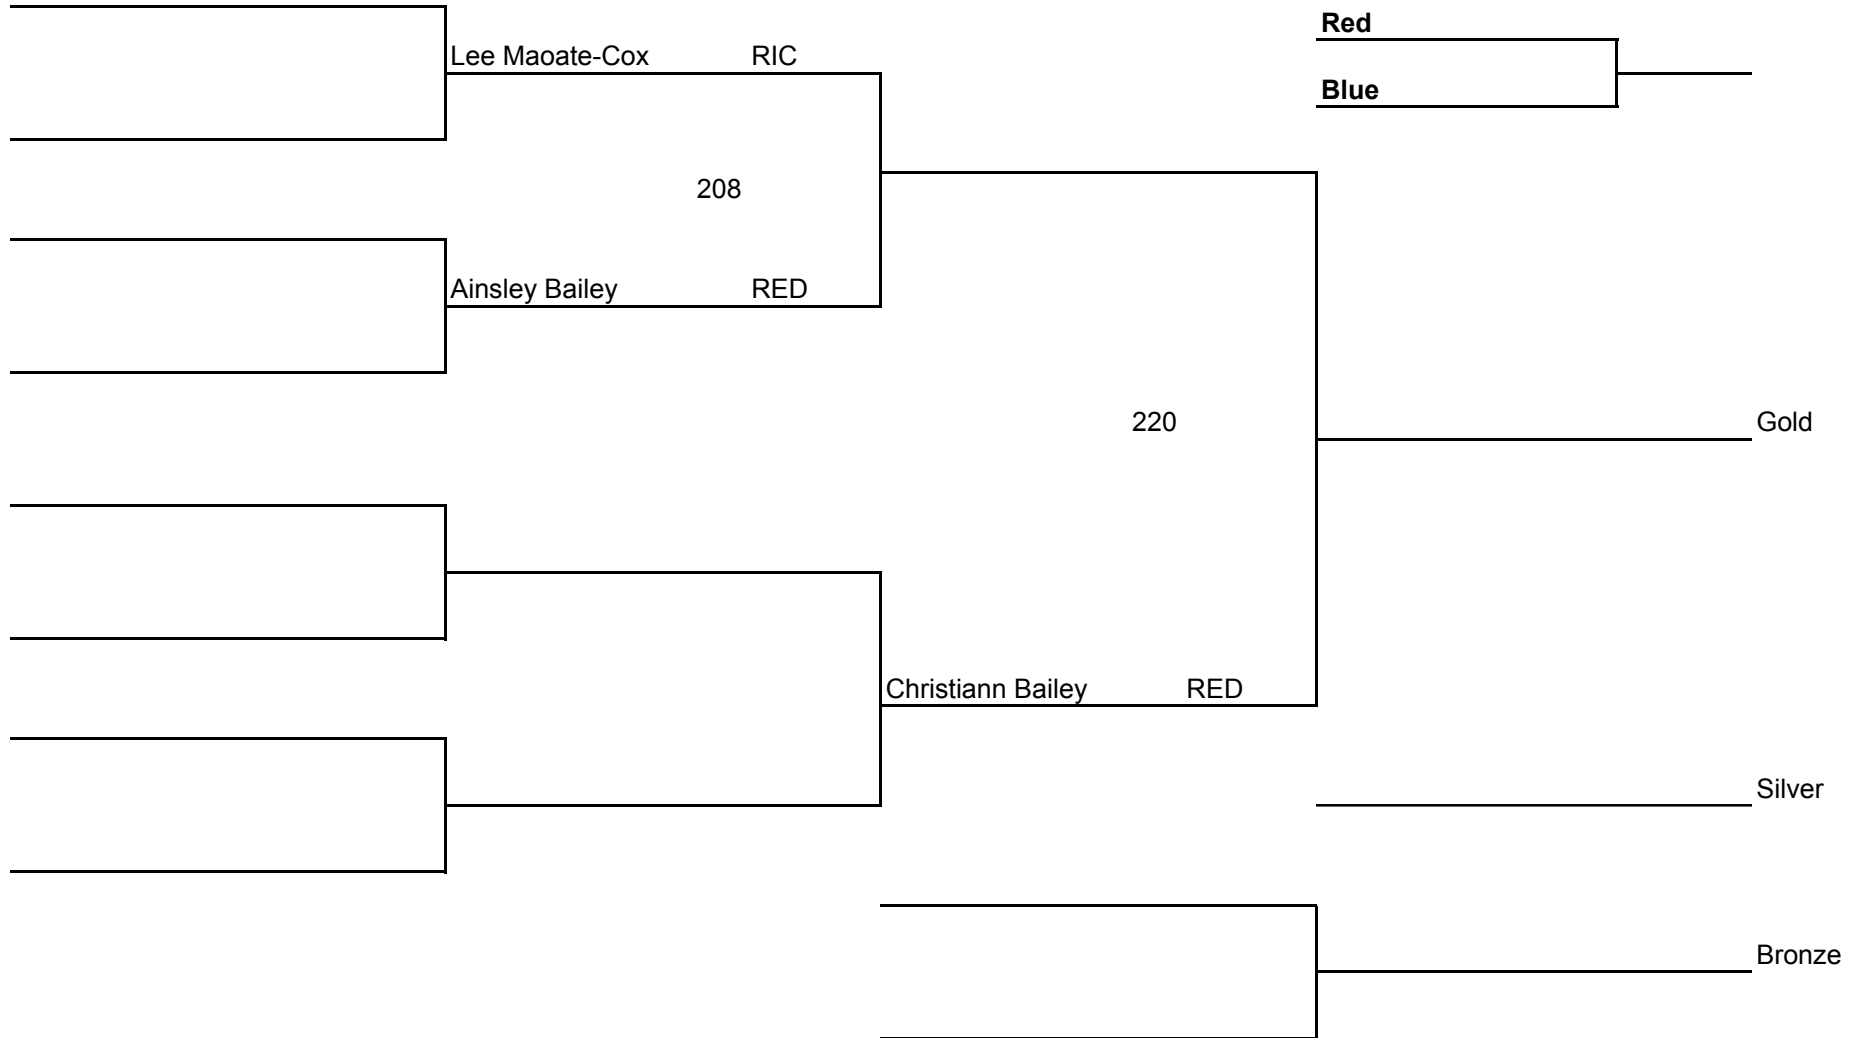 Red
Lee Maoate-Cox RIC
Blue
208
Ainsley Bailey RED
220
Gold
Christiann Bailey RED
Silver
Bronze